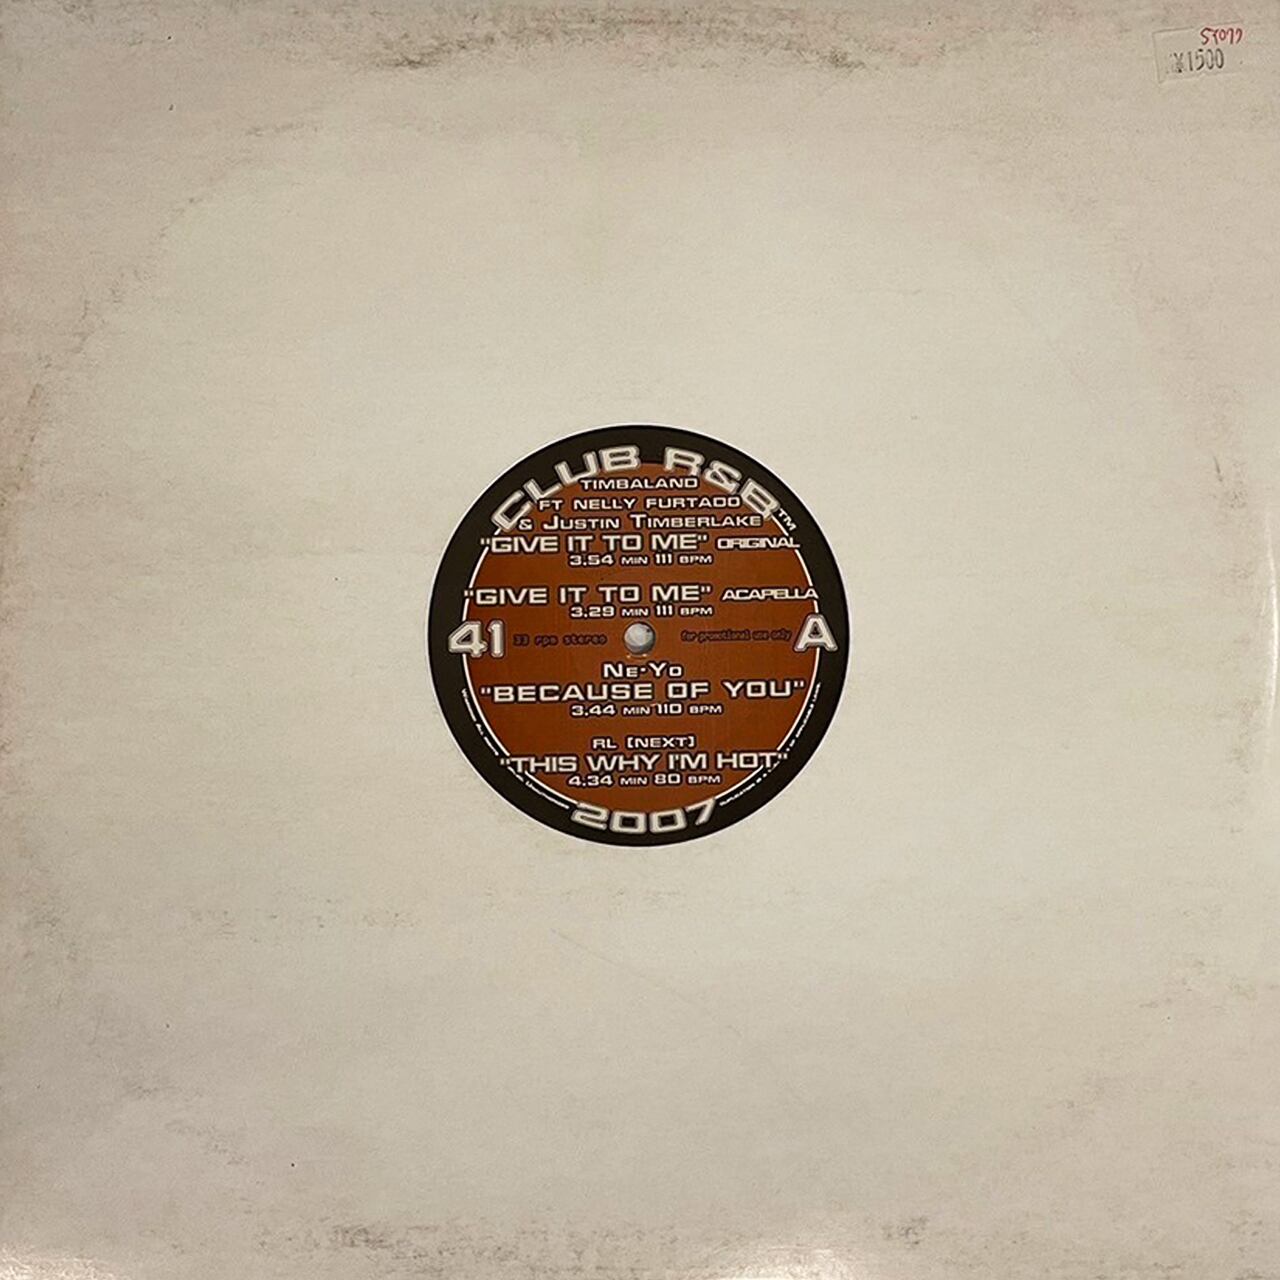 ¥1500
CLUB R&B™
TIMBALAND
FT NELLY FURTADO
& JUSTIN TIMBERLAKE
"GIVE IT TO ME" ORIGINAL
3.54 MIN 111 BPM
"GIVE IT TO ME" ACAPELLA
3.29 MIN 111 BPM
41 33 rpm stereo for promotional use only A
NE-YO
"BECAUSE OF YOU"
3.44 MIN 110 BPM
RL [NEXT]
"THIS WHY I'M HOT"
4.34 MIN 80 BPM
2007